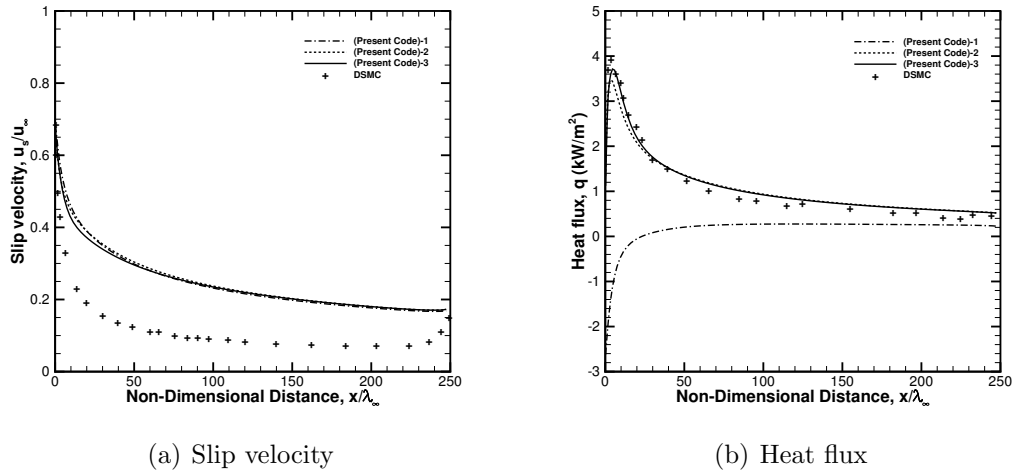 Slip velocity, uₛ/u∞
1
0.8
0.6
0.4
0.2
0
0 50 100 150 200 250
Non-Dimensional Distance, x/λ∞
(Present Code)-1
(Present Code)-2
(Present Code)-3
DSMC
(a) Slip velocity
Heat flux, q (kW/m²)
5
4
3
2
1
0
-1
-2
-3
0 50 100 150 200 250
Non-Dimensional Distance, x/λ∞
(Present Code)-1
(Present Code)-2
(Present Code)-3
DSMC
(b) Heat flux